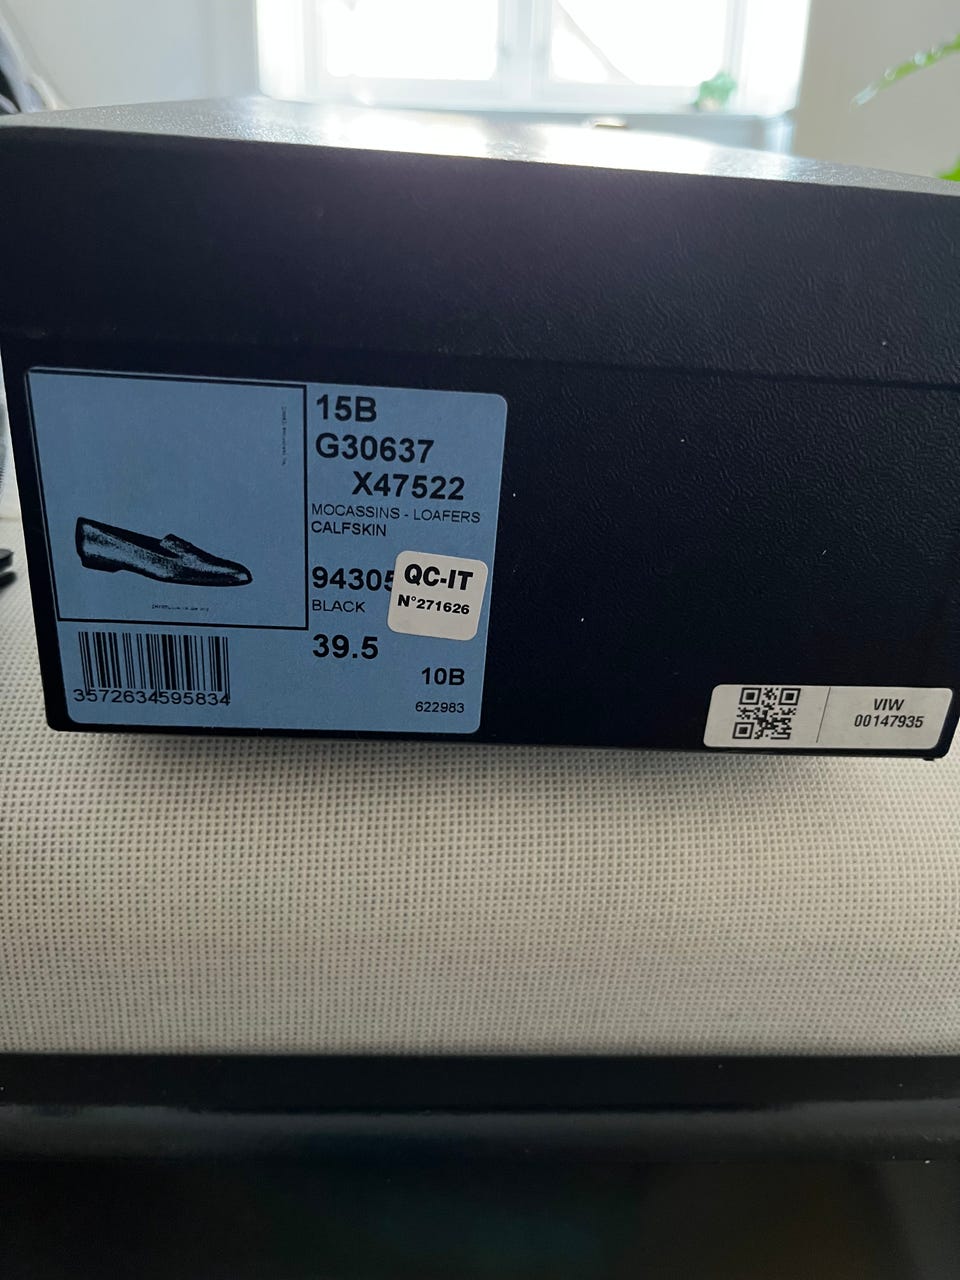 15B
G30637
X47522
MOCASSINS - LOAFERS
CALFSKIN
94305
BLACK
QC-IT
N°271626
39.5
10B
622983
3572634595834
VIW
00147935